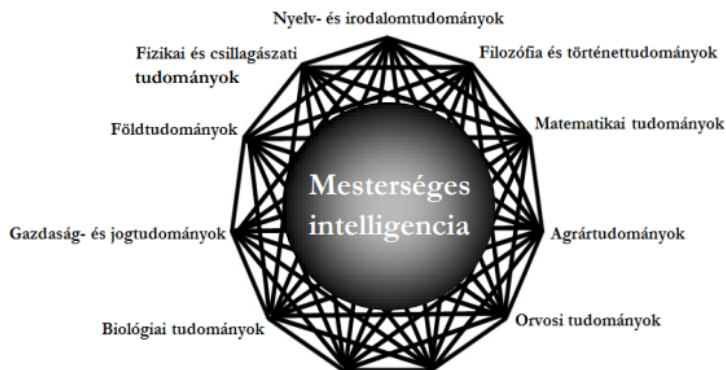 Nyelv- és irodalomtudományok
Fizikai és csillagászati
tudományok
Filozófia és történettudományok
Földtudományok
Matematikai tudományok
Mesterséges
intelligencia
Gazdaság- és jogtudományok
Agrártudományok
Biológiai tudományok
Orvosi tudományok